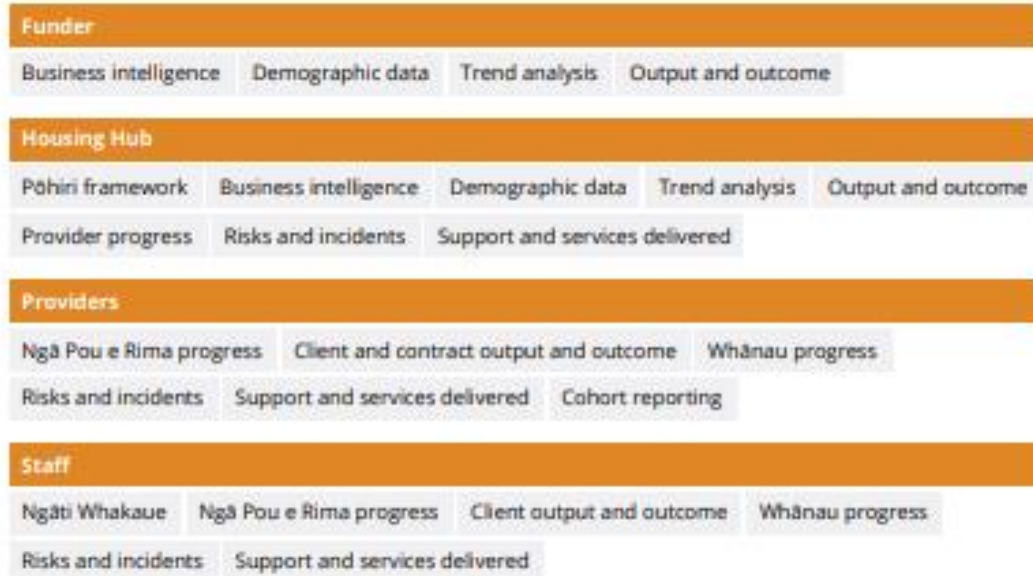 Funder
Business intelligence Demographic data Trend analysis Output and outcome
Housing Hub
Pōhiri framework Business intelligence Demographic data Trend analysis Output and outcome
Provider progress Risks and incidents Support and services delivered
Providers
Ngā Pou e Rima progress Client and contract output and outcome Whānau progress
Risks and incidents Support and services delivered Cohort reporting
Staff
Ngāti Whakaue Ngā Pou e Rima progress Client output and outcome Whānau progress
Risks and incidents Support and services delivered